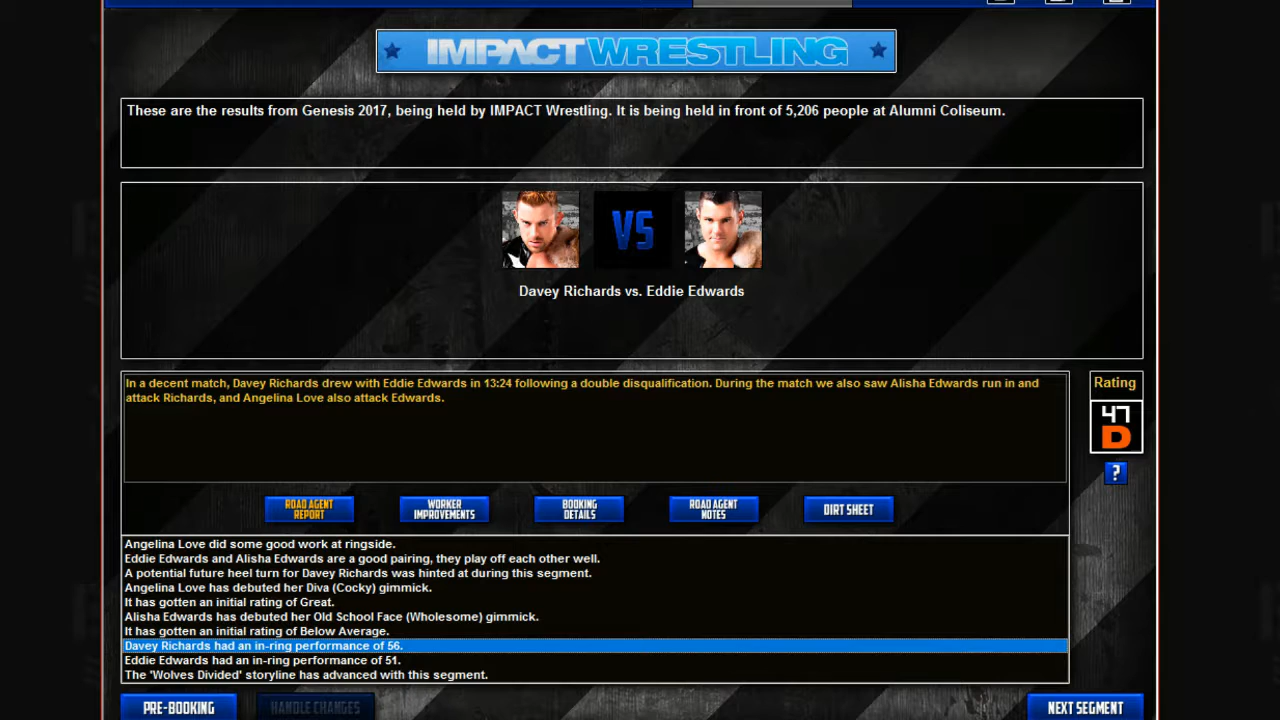 IMPACT WRESTLING
These are the results from Genesis 2017, being held by IMPACT Wrestling. It is being held in front of 5,206 people at Alumni Coliseum.
VS
Davey Richards vs. Eddie Edwards
In a decent match, Davey Richards drew with Eddie Edwards in 13:24 following a double disqualification. During the match we also saw Alisha Edwards run in and
attack Richards, and Angelina Love also attack Edwards.
Rating
47
D
?
ROAD AGENT
REPORT
WORKER
IMPROVEMENTS
BOOKING
DETAILS
ROAD AGENT
NOTES
DIRT SHEET
Angelina Love did some good work at ringside.
Eddie Edwards and Alisha Edwards are a good pairing, they play off each other well.
A potential future heel turn for Davey Richards was hinted at during this segment.
Angelina Love has debuted her Diva (Cocky) gimmick.
It has gotten an initial rating of Great.
Alisha Edwards has debuted her Old School Face (Wholesome) gimmick.
It has gotten an initial rating of Below Average.
Davey Richards had an in-ring performance of 56.
Eddie Edwards had an in-ring performance of 51.
The 'Wolves Divided' storyline has advanced with this segment.
PRE-BOOKING
HANDLE CHANGES
NEXT SEGMENT